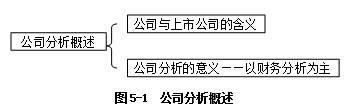 公司与上市公司的含义
公司分析概述
公司分析的意义－－以财务分析为主
图5-1 公司分析概述